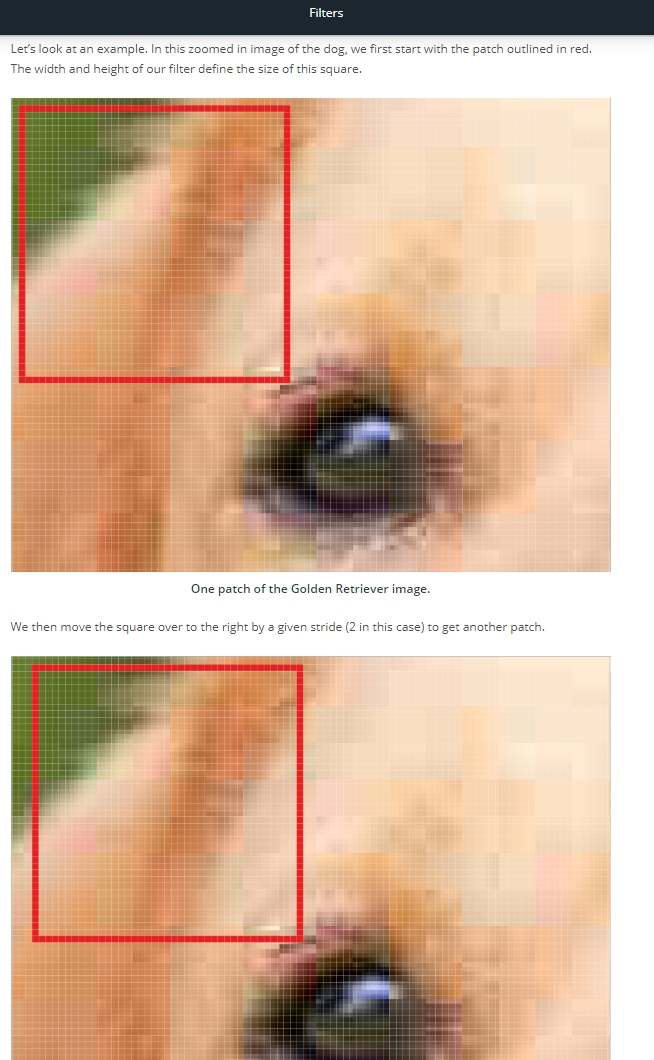 Filters
Let's look at an example. In this zoomed in image of the dog, we first start with the patch outlined in red.
The width and height of our filter define the size of this square.
One patch of the Golden Retriever image.
We then move the square over to the right by a given stride (2 in this case) to get another patch.